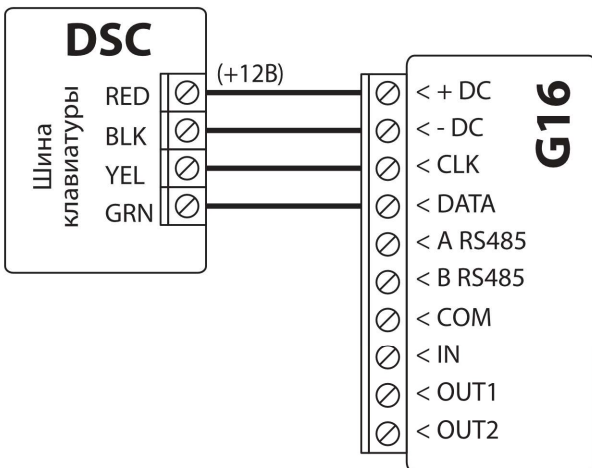 DSC
Шина
клавиатуры
RED
BLK
YEL
GRN
(+12В)
G16
< + DC
< - DC
< CLK
< DATA
< A RS485
< B RS485
< COM
< IN
< OUT1
< OUT2